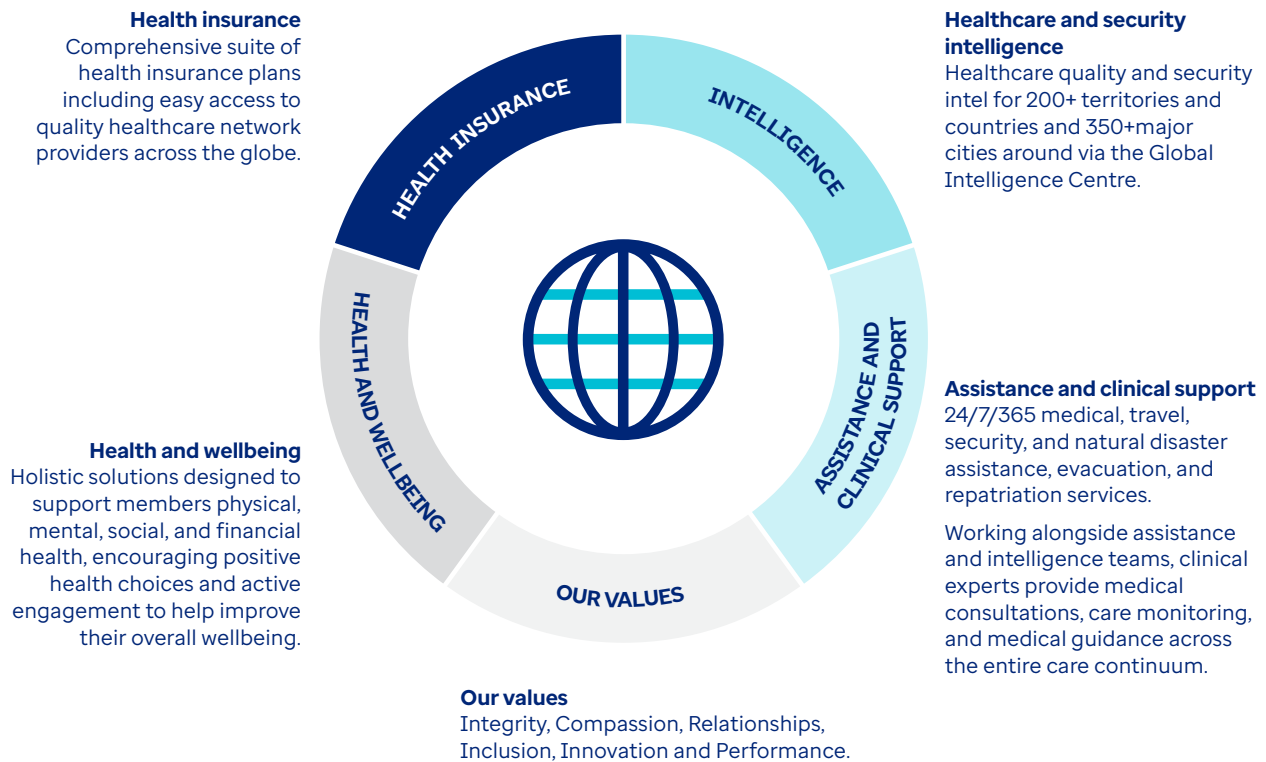 Health insurance
Comprehensive suite of
health insurance plans
including easy access to
quality healthcare network
providers across the globe.
Healthcare and security
intelligence
Healthcare quality and security
intel for 200+ territories and
countries and 350+major
cities around via the Global
Intelligence Centre.
HEALTH INSURANCE
INTELLIGENCE
HEALTH AND WELLBEING
ASSISTANCE AND
CLINICAL SUPPORT
OUR VALUES
Health and wellbeing
Holistic solutions designed to
support members physical,
mental, social, and financial
health, encouraging positive
health choices and active
engagement to help improve
their overall wellbeing.
Assistance and clinical support
24/7/365 medical, travel,
security, and natural disaster
assistance, evacuation, and
repatriation services.
Working alongside assistance
and intelligence teams, clinical
experts provide medical
consultations, care monitoring,
and medical guidance across
the entire care continuum.
Our values
Integrity, Compassion, Relationships,
Inclusion, Innovation and Performance.